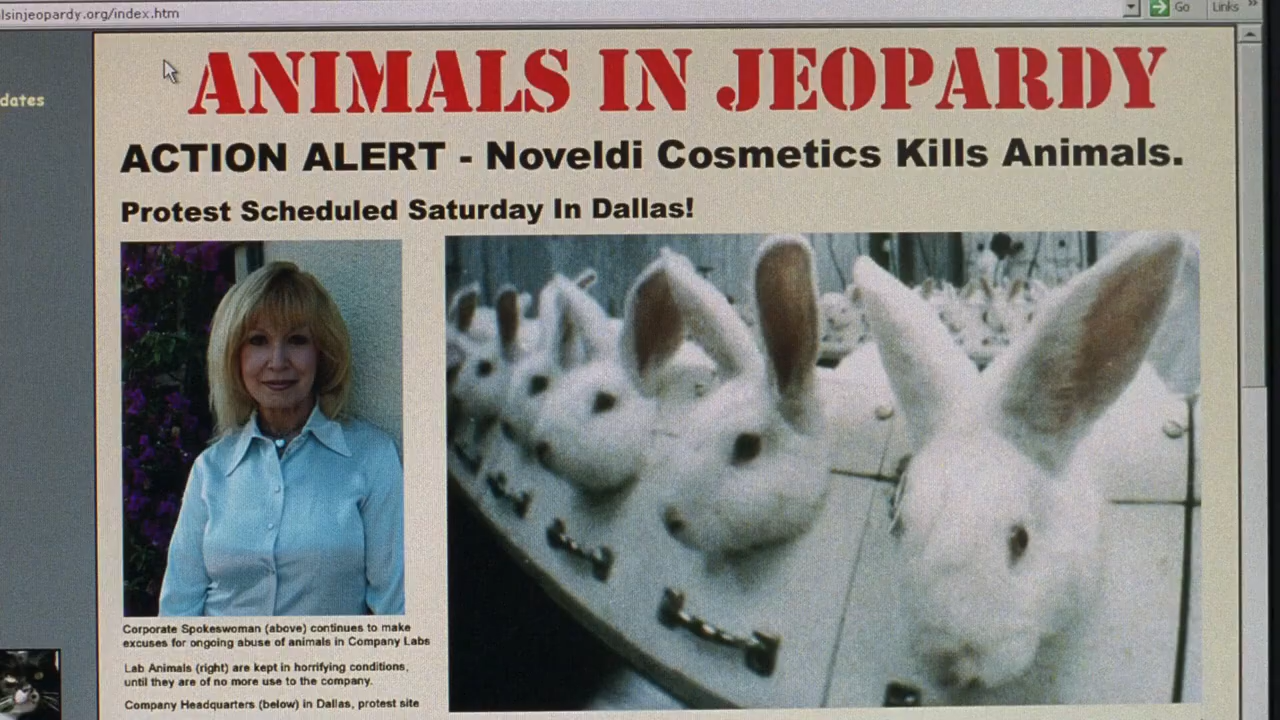 lsinjeopardy.org/index.htm
Go
Links
dates
ANIMALS IN JEOPARDY
ACTION ALERT - Noveldi Cosmetics Kills Animals.
Protest Scheduled Saturday In Dallas!
Corporate Spokeswoman (above) continues to make
excuses for ongoing abuse of animals in Company Labs
Lab Animals (right) are kept in horrifying conditions,
until they are of no more use to the company.
Company Headquarters (below) in Dallas, protest site